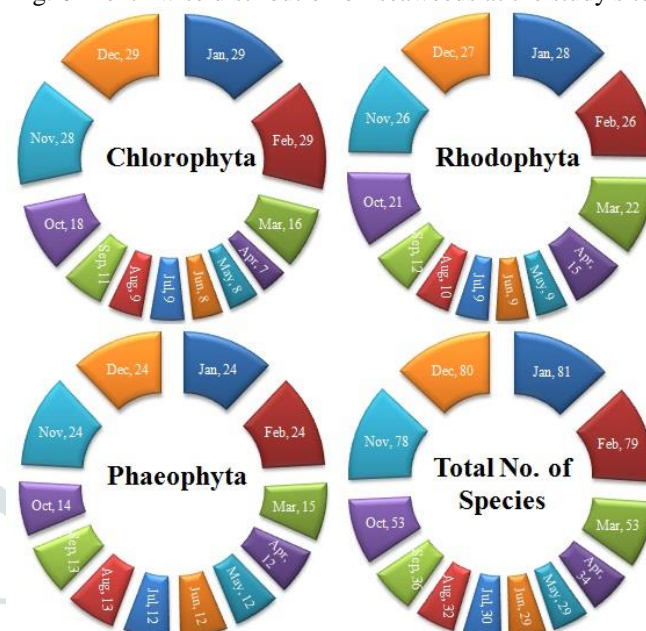 Chlorophyta
Jan, 29
Feb, 29
Mar, 16
Apr, 7
May, 8
Jun, 8
Jul, 9
Aug, 9
Sep, 11
Oct, 18
Nov, 28
Dec, 29
Rhodophyta
Jan, 28
Feb, 26
Mar, 22
Apr, 15
May, 9
Jun, 9
Jul, 9
Aug, 10
Sep, 12
Oct, 21
Nov, 26
Dec, 27
Phaeophyta
Jan, 24
Feb, 24
Mar, 15
Apr, 12
May, 12
Jun, 12
Jul, 12
Aug, 13
Sep, 13
Oct, 14
Nov, 24
Dec, 24
Total No. of
Species
Jan, 81
Feb, 79
Mar, 53
Apr, 34
May, 29
Jun, 29
Jul, 30
Aug, 32
Sep, 36
Oct, 53
Nov, 78
Dec, 80